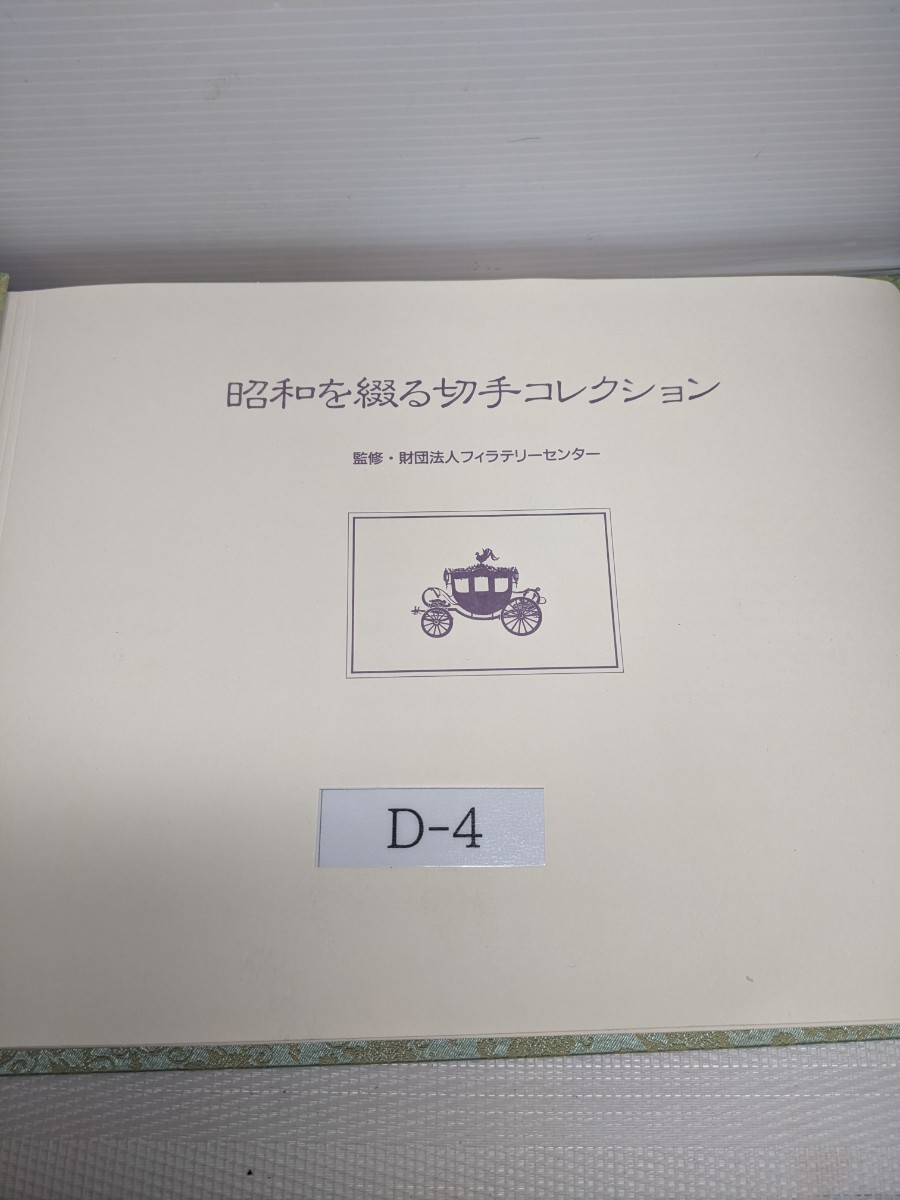 昭和を綴る切手コレクション
監修・財団法人フィラテリーセンター
D-4